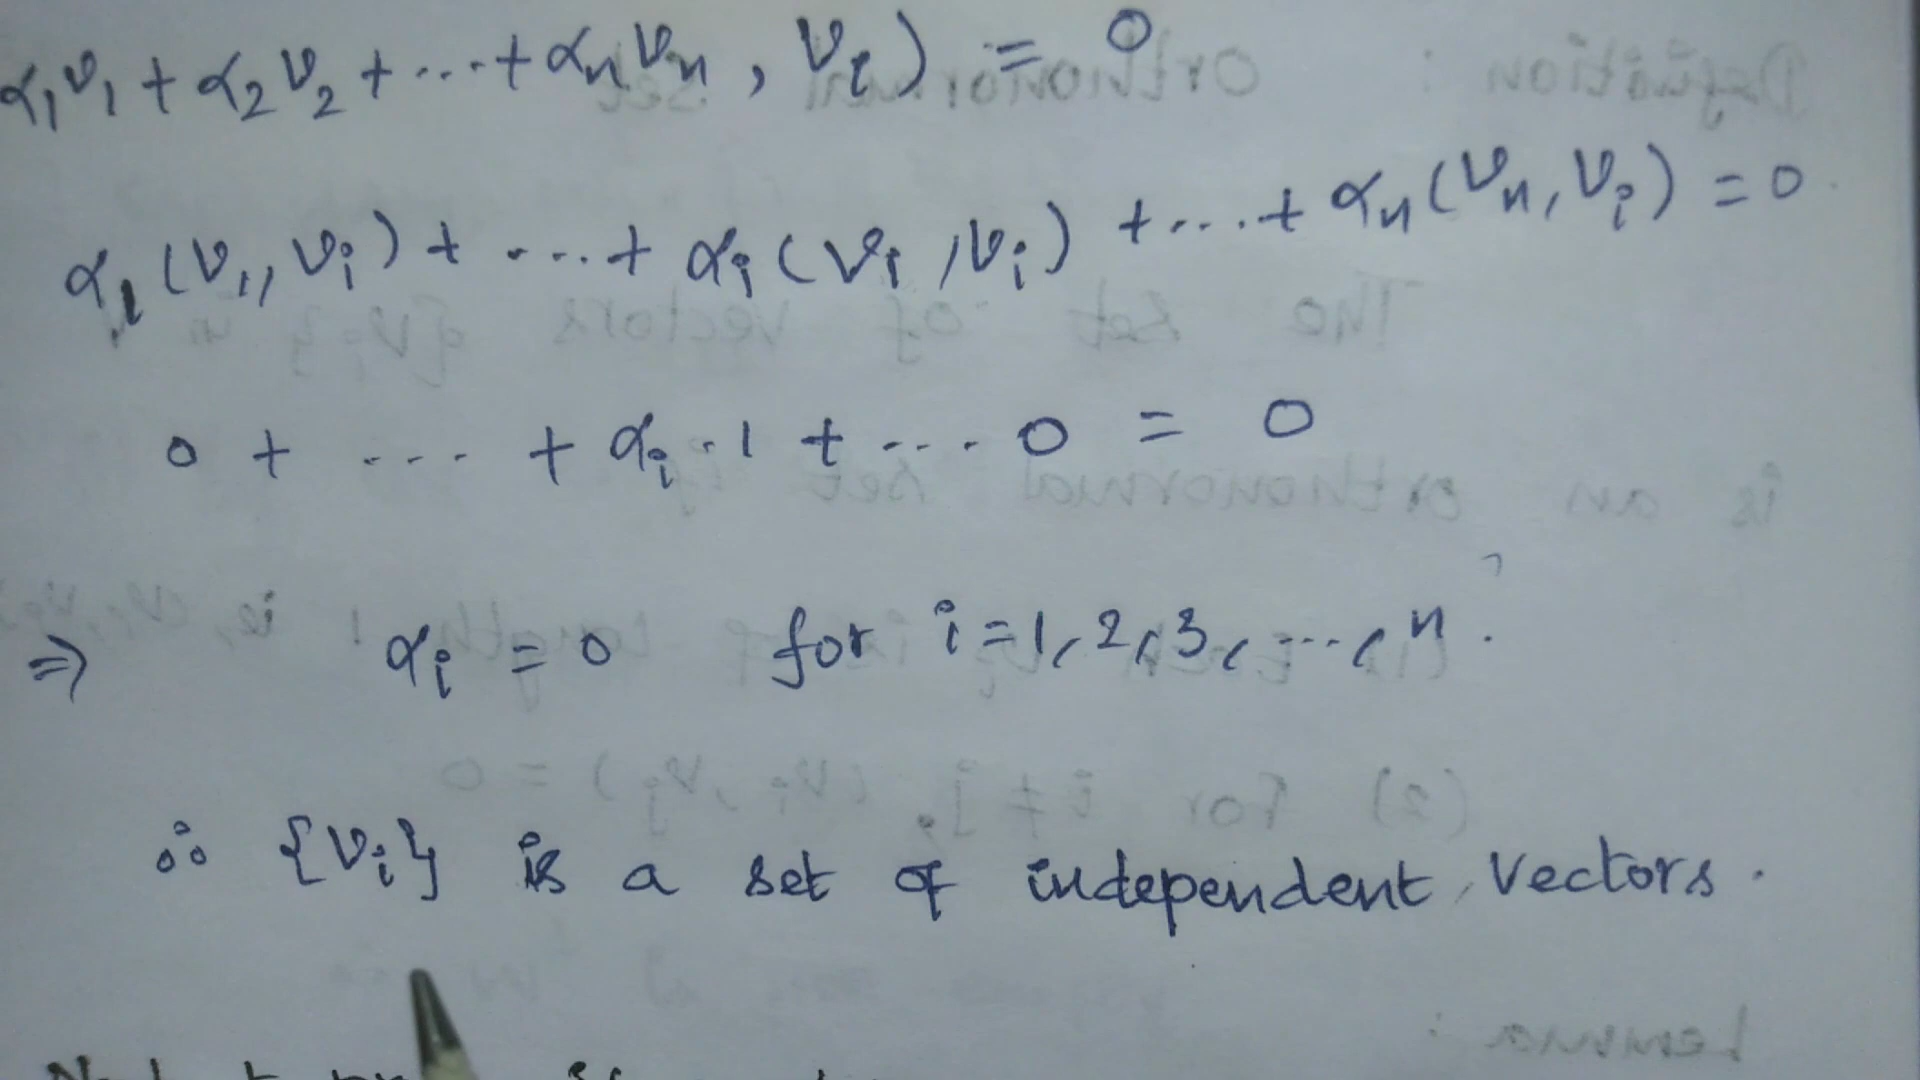 α₁v₁ + α₂v₂ + ... + αₙvₙ, vᵢ) = 0
α₁(v₁, vᵢ) + ... + αᵢ(vᵢ, vᵢ) + ... + αₙ(vₙ, vᵢ) = 0
0 + ... + αᵢ · 1 + ... 0 = 0
⇒ αᵢ = 0 for i = 1, 2, 3, ..., n.
∴ {vᵢ} is a set of independent vectors.